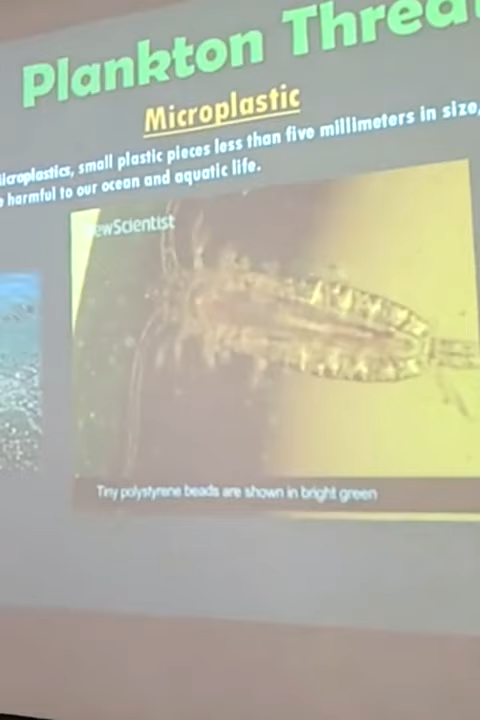 Plankton Threa
Microplastic
icroplastics, small plastic pieces less than five millimeters in size,
harmful to our ocean and aquatic life.
ewScientist
Tiny polystyrene beads are shown in bright green